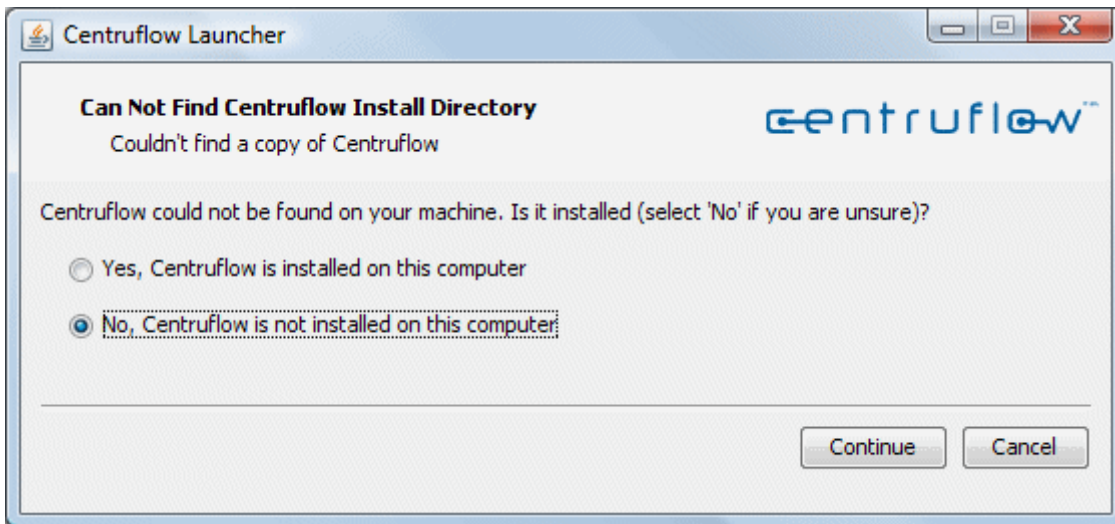 Centruflow Launcher
Can Not Find Centruflow Install Directory
Couldn't find a copy of Centruflow
centruflow
Centruflow could not be found on your machine. Is it installed (select 'No' if you are unsure)?
Yes, Centruflow is installed on this computer
No, Centruflow is not installed on this computer
Continue Cancel